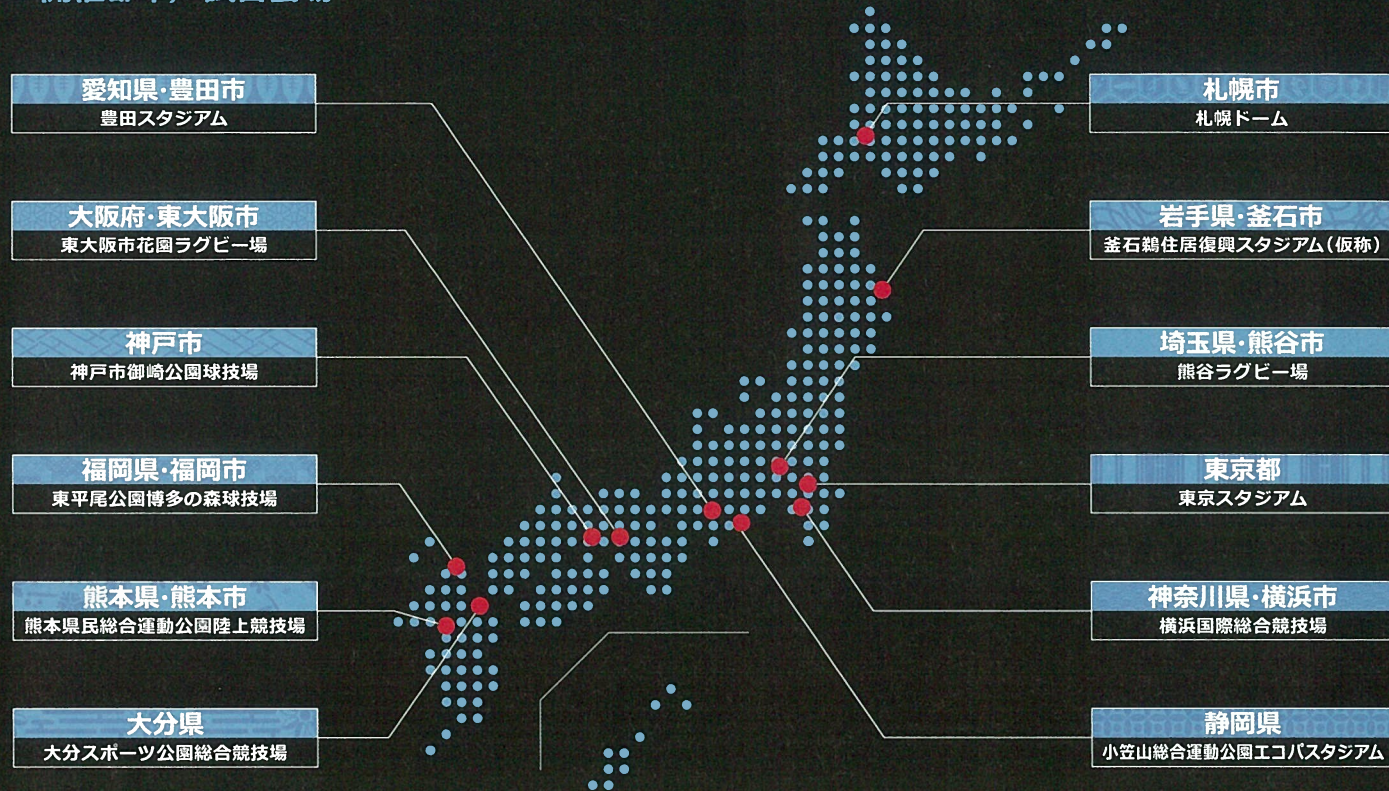 愛知県・豊田市
豊田スタジアム
大阪府・東大阪市
東大阪市花園ラグビー場
神戸市
神戸市御崎公園球技場
福岡県・福岡市
東平尾公園博多の森球技場
熊本県・熊本市
熊本県民総合運動公園陸上競技場
大分県
大分スポーツ公園総合競技場
札幌市
札幌ドーム
岩手県・釜石市
釜石鵜住居復興スタジアム(仮称)
埼玉県・熊谷市
熊谷ラグビー場
東京都
東京スタジアム
神奈川県・横浜市
横浜国際総合競技場
静岡県
小笠山総合運動公園エコパスタジアム